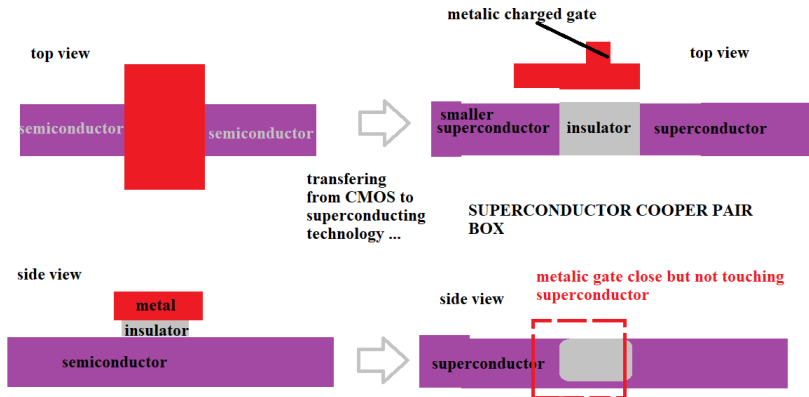 metalic charged gate
top view
top view
semiconductor
semiconductor
smaller
superconductor
insulator
superconductor
transfering
from CMOS to
superconducting
technology ...
SUPERCONDUCTOR COOPER PAIR
BOX
side view
metalic gate close but not touching
superconductor
side view
metal
insulator
semiconductor
superconductor